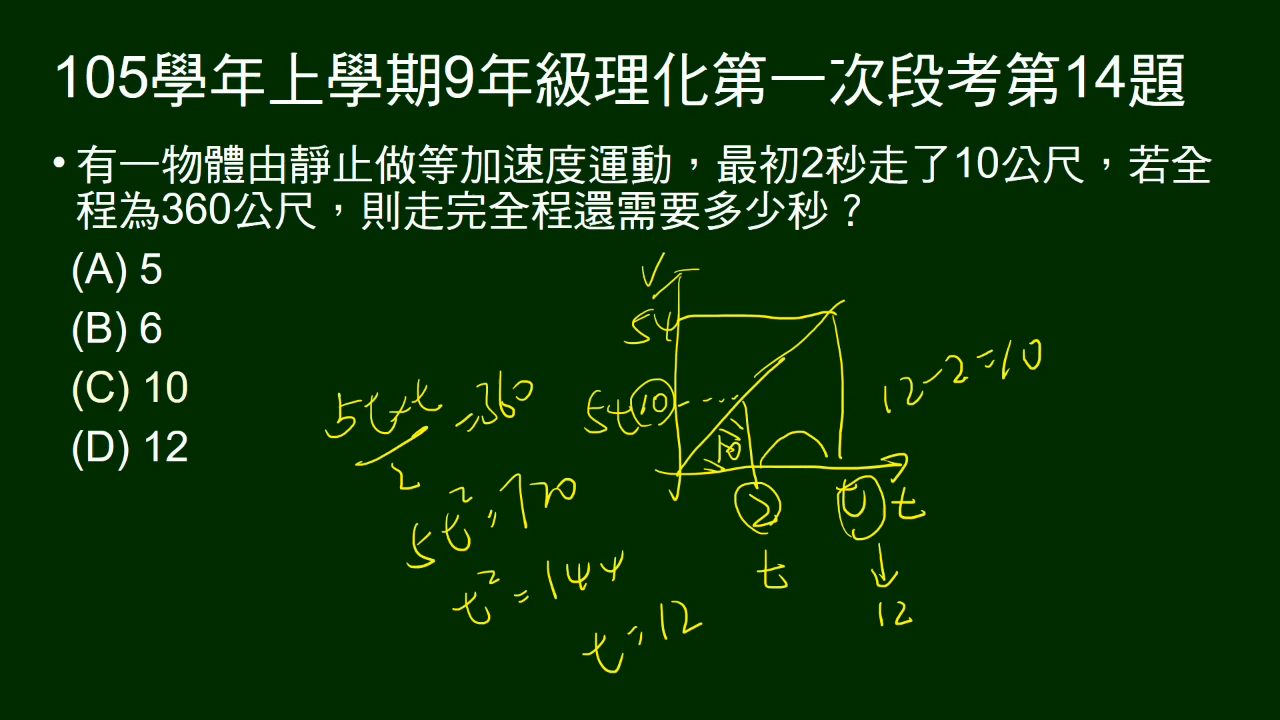 105學年上學期9年級理化第一次段考第14題
• 有一物體由靜止做等加速度運動，最初2秒走了10公尺，若全
程為360公尺，則走完全程還需要多少秒？
(A) 5
(B) 6
(C) 10
(D) 12
V
5t
5t 10
10
2
t
t
t
12
12-2=10
5t×t/2=360
5t²=720
t²=144
t=12